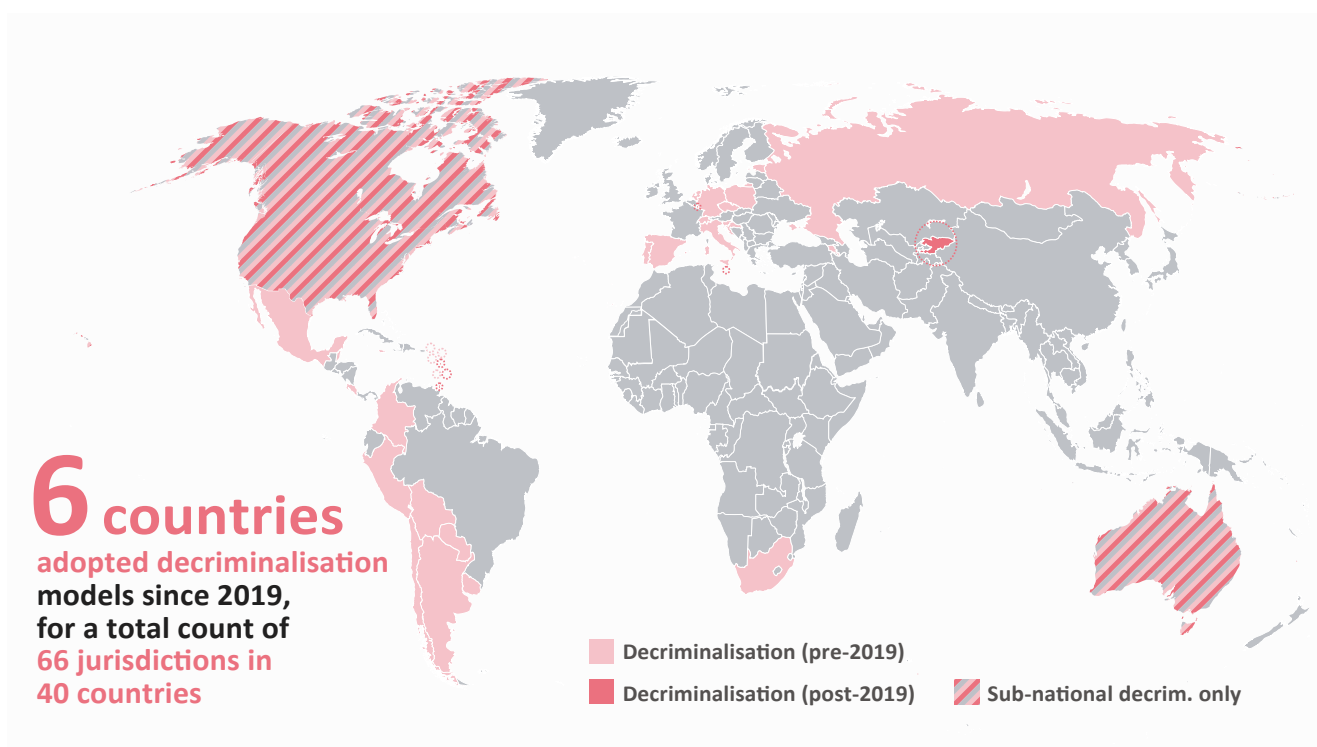 6 countries
adopted decriminalisation
models since 2019,
for a total count of
66 jurisdictions in
40 countries
Decriminalisation (pre-2019)
Decriminalisation (post-2019)
Sub-national decrim. only